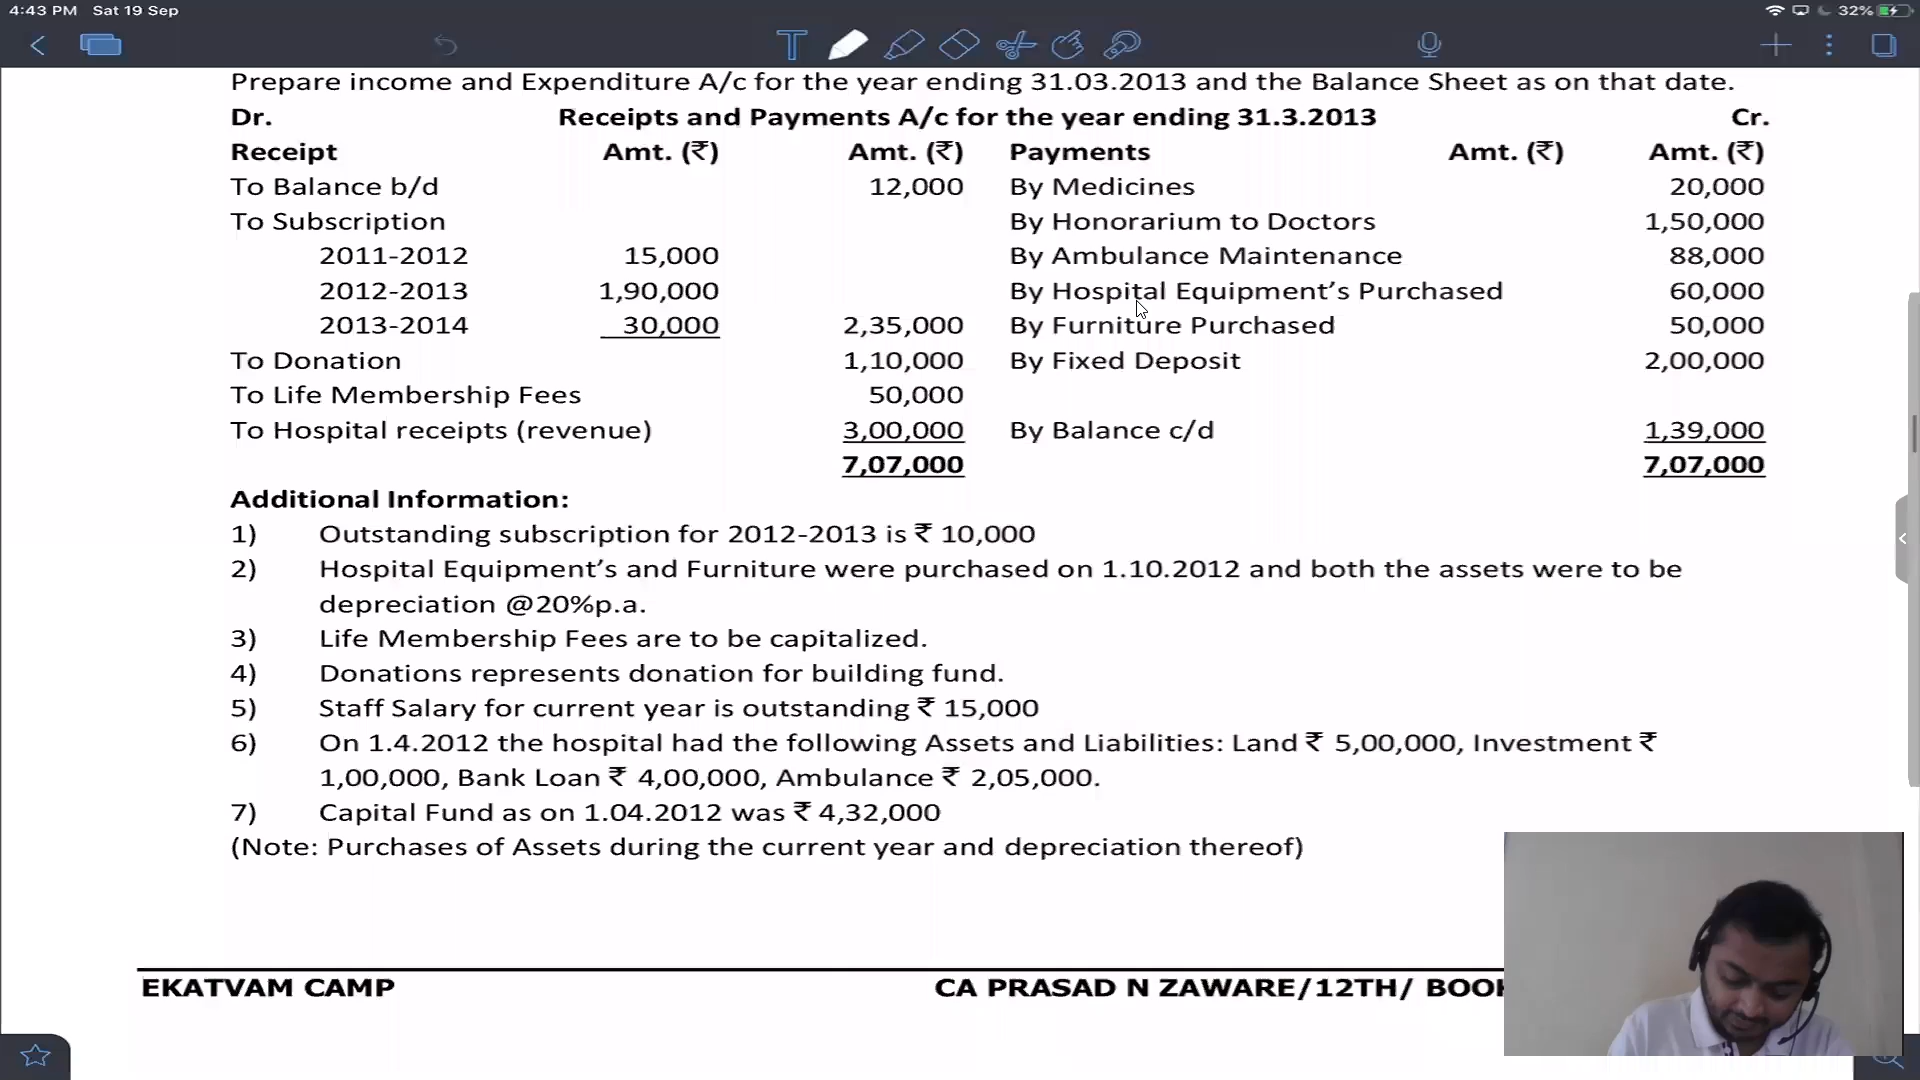 4:43 PM Sat 19 Sep 32%
Prepare income and Expenditure A/c for the year ending 31.03.2013 and the Balance Sheet as on that date.
Dr. Receipts and Payments A/c for the year ending 31.3.2013 Cr.
Receipt Amt. (₹) Amt. (₹) Payments Amt. (₹) Amt. (₹)
To Balance b/d 12,000 By Medicines 20,000
To Subscription By Honorarium to Doctors 1,50,000
2011-2012 15,000 By Ambulance Maintenance 88,000
2012-2013 1,90,000 By Hospital Equipment’s Purchased 60,000
2013-2014 30,000 2,35,000 By Furniture Purchased 50,000
To Donation 1,10,000 By Fixed Deposit 2,00,000
To Life Membership Fees 50,000
To Hospital receipts (revenue) 3,00,000 By Balance c/d 1,39,000
7,07,000 7,07,000
Additional Information:
1) Outstanding subscription for 2012-2013 is ₹ 10,000
2) Hospital Equipment’s and Furniture were purchased on 1.10.2012 and both the assets were to be
depreciation @20%p.a.
3) Life Membership Fees are to be capitalized.
4) Donations represents donation for building fund.
5) Staff Salary for current year is outstanding ₹ 15,000
6) On 1.4.2012 the hospital had the following Assets and Liabilities: Land ₹ 5,00,000, Investment ₹
1,00,000, Bank Loan ₹ 4,00,000, Ambulance ₹ 2,05,000.
7) Capital Fund as on 1.04.2012 was ₹ 4,32,000
(Note: Purchases of Assets during the current year and depreciation thereof)
EKATVAM CAMP CA PRASAD N ZAWARE/12TH/